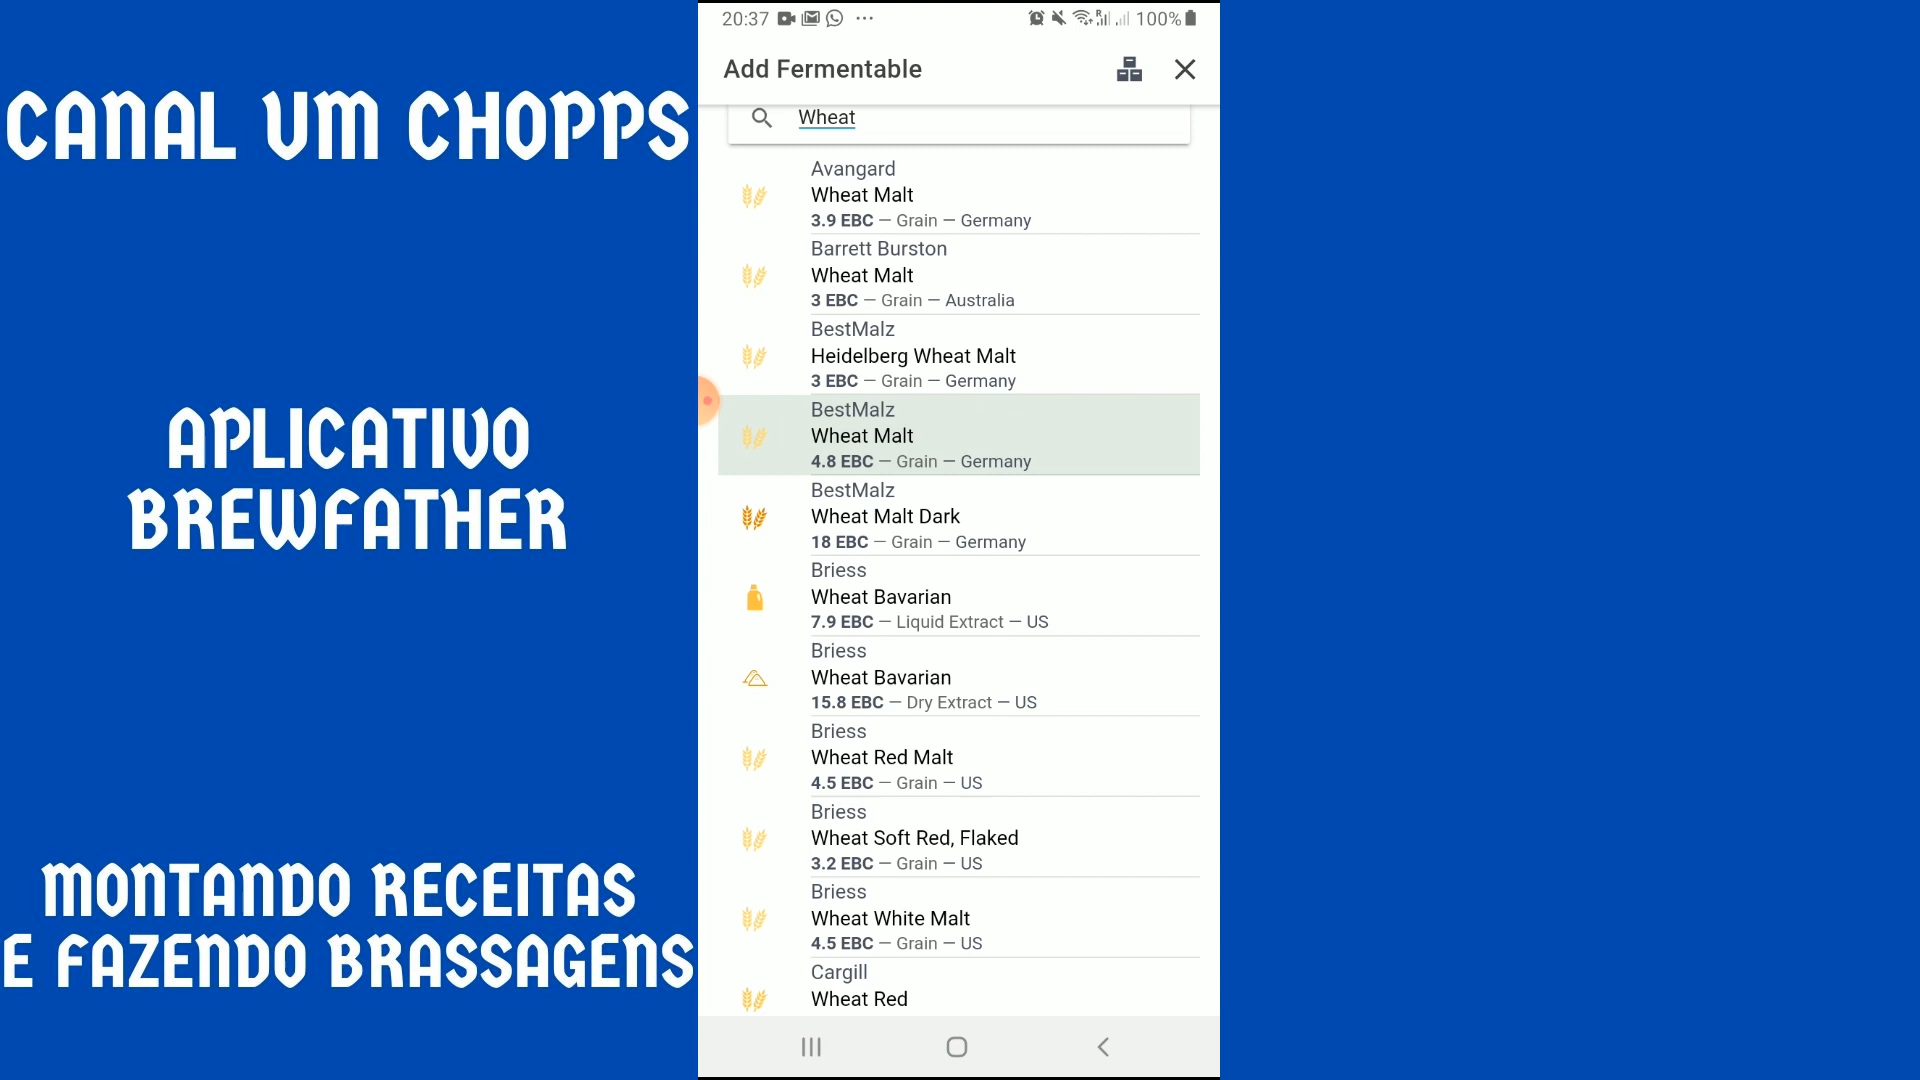 CANAL UM CHOPPS
APLICATIVO
BREWFATHER
MONTANDO RECEITAS
E FAZENDO BRASSAGENS
20:37
100%
Add Fermentable
Wheat
Avangard
Wheat Malt
3.9 EBC — Grain — Germany
Barrett Burston
Wheat Malt
3 EBC — Grain — Australia
BestMalz
Heidelberg Wheat Malt
3 EBC — Grain — Germany
BestMalz
Wheat Malt
4.8 EBC — Grain — Germany
BestMalz
Wheat Malt Dark
18 EBC — Grain — Germany
Briess
Wheat Bavarian
7.9 EBC — Liquid Extract — US
Briess
Wheat Bavarian
15.8 EBC — Dry Extract — US
Briess
Wheat Red Malt
4.5 EBC — Grain — US
Briess
Wheat Soft Red, Flaked
3.2 EBC — Grain — US
Briess
Wheat White Malt
4.5 EBC — Grain — US
Cargill
Wheat Red